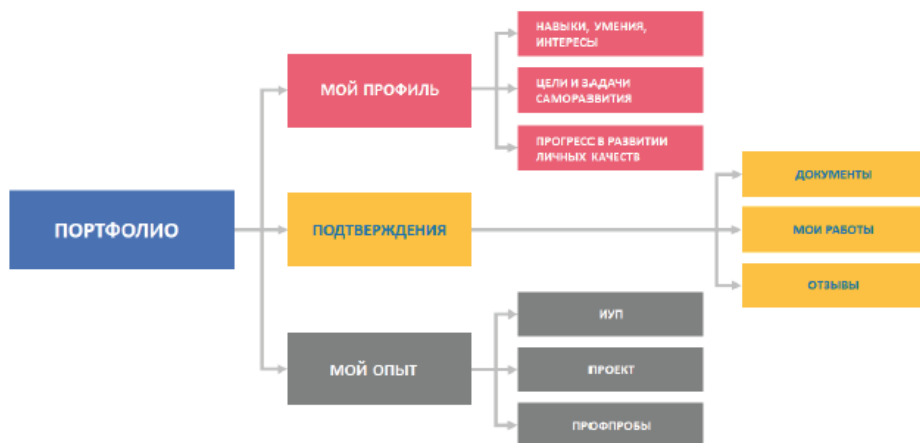 НАВЫКИ, УМЕНИЯ,
ИНТЕРЕСЫ
МОЙ ПРОФИЛЬ
ЦЕЛИ И ЗАДАЧИ
САМОРАЗВИТИЯ
ПРОГРЕСС В РАЗВИТИИ
ЛИЧНЫХ КАЧЕСТВ
ПОРТФОЛИО
ПОДТВЕРЖДЕНИЯ
ДОКУМЕНТЫ
МОИ РАБОТЫ
ОТЗЫВЫ
МОЙ ОПЫТ
ИУП
ПРОЕКТ
ПРОФПРОБЫ